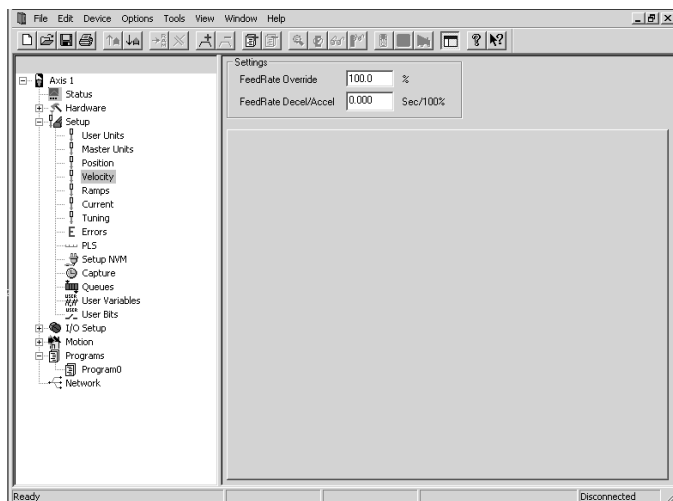 File Edit Device Options Tools View Window Help
Settings
FeedRate Override 100.0 %
FeedRate Decel/Accel 0.000 Sec/100%
Axis 1
Status
Hardware
Setup
User Units
Master Units
Position
Velocity
Ramps
Current
Tuning
E Errors
PLS
Setup NVM
Capture
Queues
User Variables
User Bits
I/O Setup
Motion
Programs
Program0
Network
Ready Disconnected